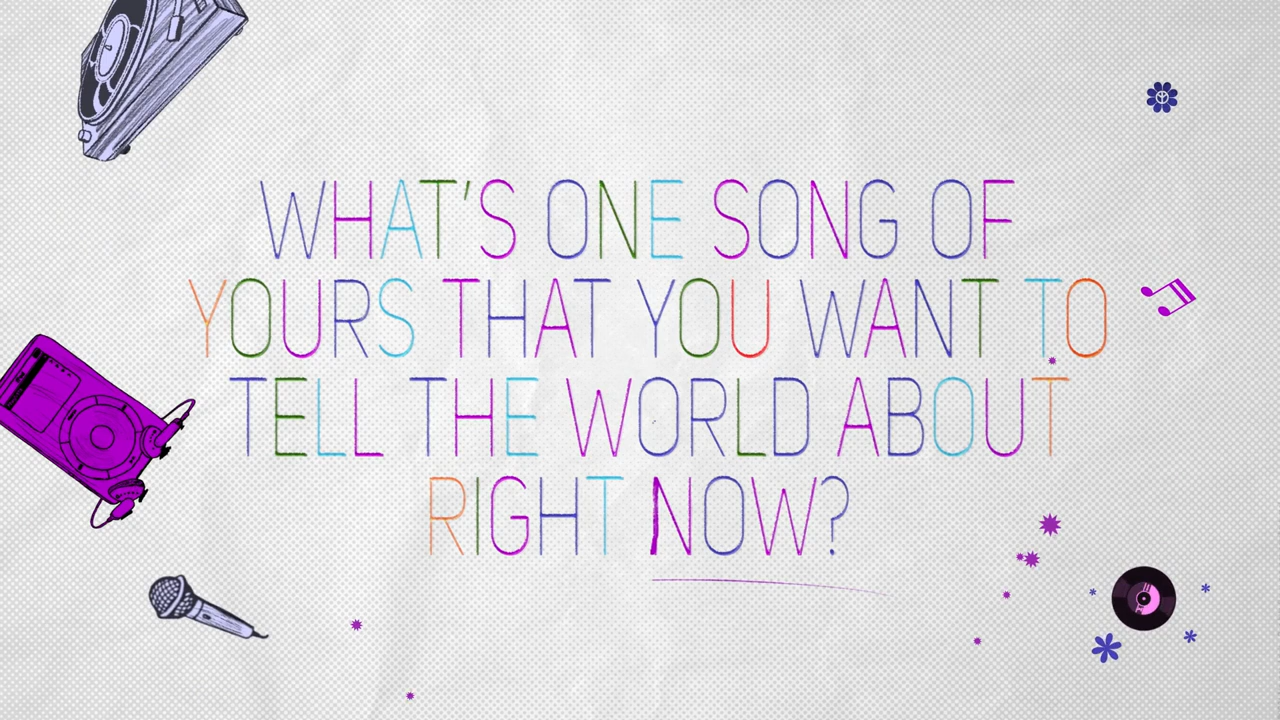 WHAT'S ONE SONG OF
YOURS THAT YOU WANT TO
TELL THE WORLD ABOUT
RIGHT NOW?